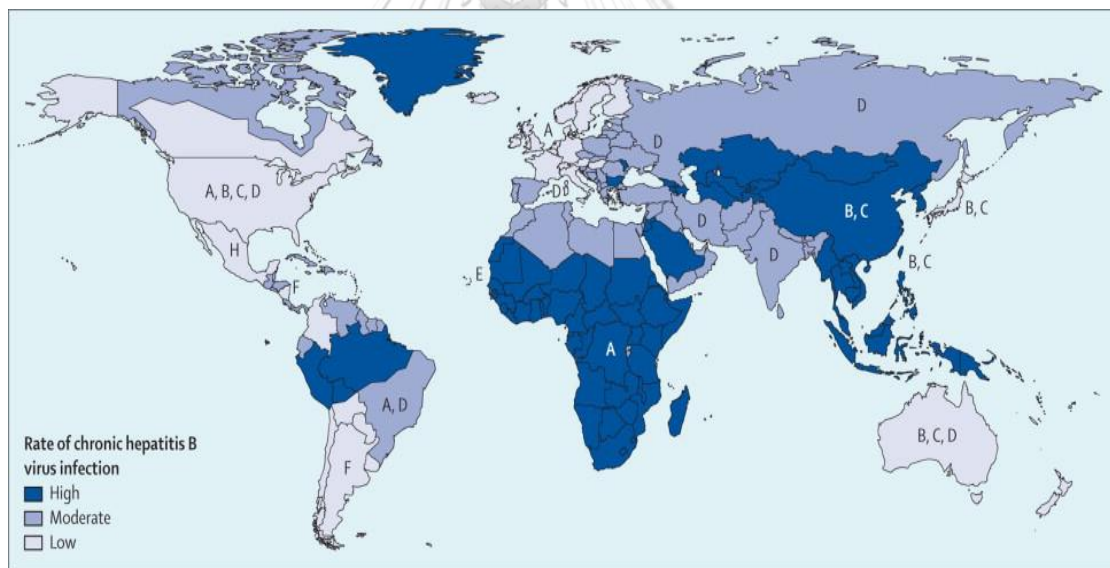 D
A
D
A, B, C, D
D
B, C
B, C
D
H
D
B, C
E
F
A
A, D
B, C, D
F
Rate of chronic hepatitis B
virus infection
High
Moderate
Low